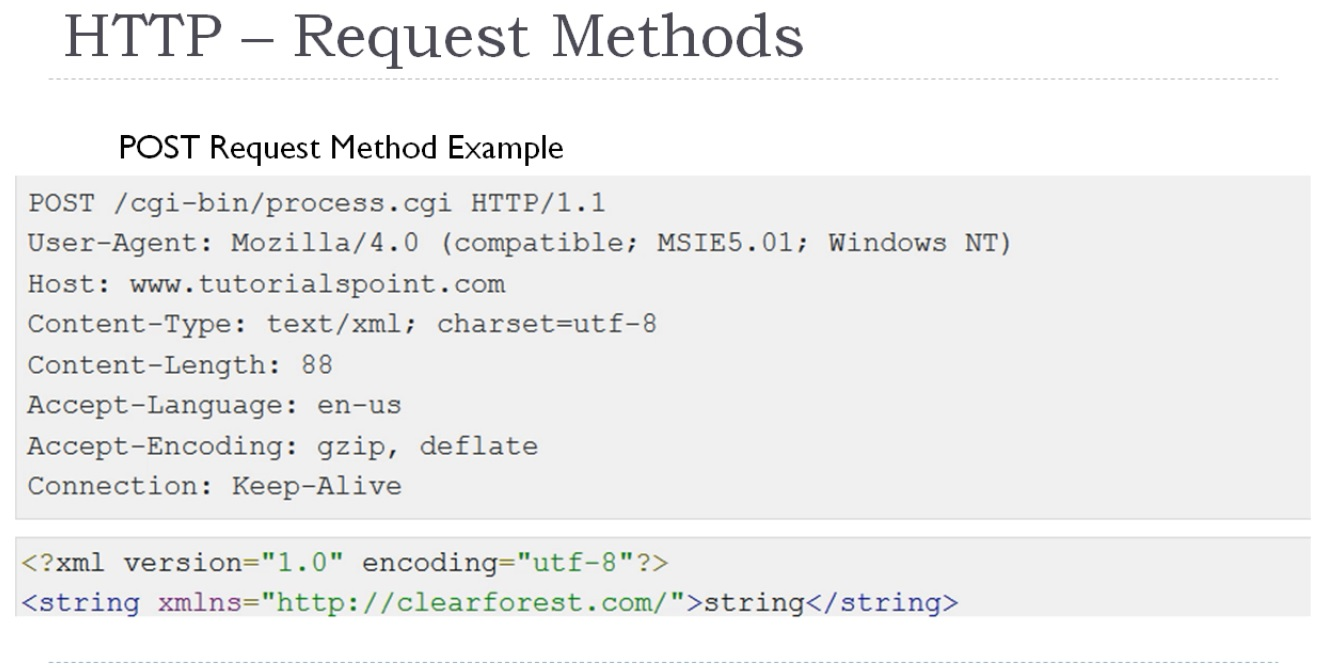 HTTP – Request Methods
POST Request Method Example
POST /cgi-bin/process.cgi HTTP/1.1
User-Agent: Mozilla/4.0 (compatible; MSIE5.01; Windows NT)
Host: www.tutorialspoint.com
Content-Type: text/xml; charset=utf-8
Content-Length: 88
Accept-Language: en-us
Accept-Encoding: gzip, deflate
Connection: Keep-Alive
<?xml version="1.0" encoding="utf-8"?>
<string xmlns="http://clearforest.com/">string</string>